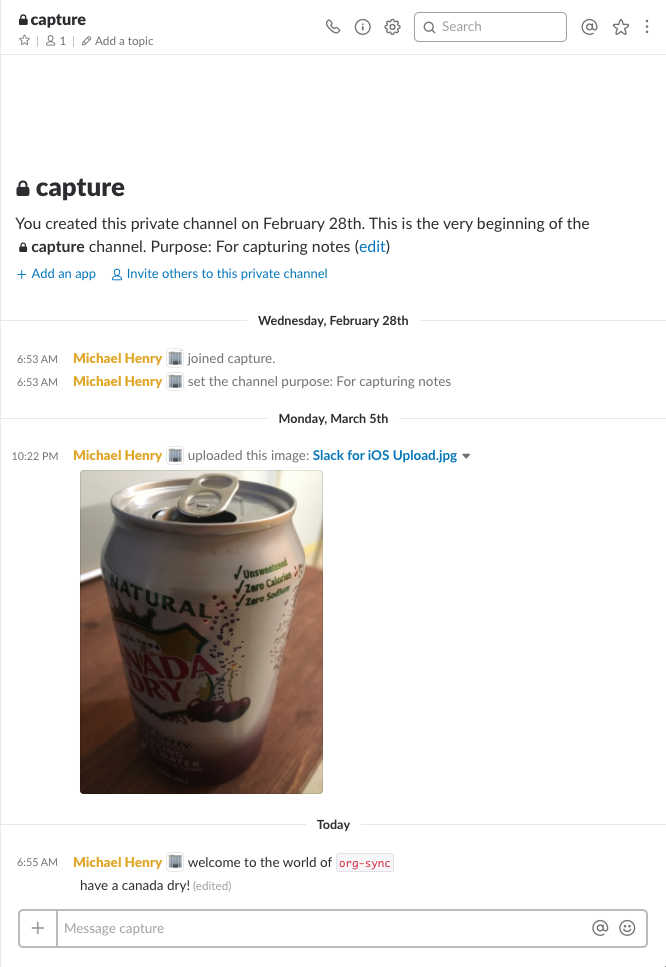 capture
1 | Add a topic
Search
capture
You created this private channel on February 28th. This is the very beginning of the
capture channel. Purpose: For capturing notes (edit)
+ Add an app Invite others to this private channel
Wednesday, February 28th
6:53 AM Michael Henry joined capture.
6:53 AM Michael Henry set the channel purpose: For capturing notes
Monday, March 5th
10:22 PM Michael Henry uploaded this image: Slack for iOS Upload.jpg
✓Unsweetened
✓Zero Calories
✓Zero Sodium
NATURAL
NADA
DRY
WATER
Today
6:55 AM Michael Henry welcome to the world of org-sync
have a canada dry! (edited)
+ Message capture